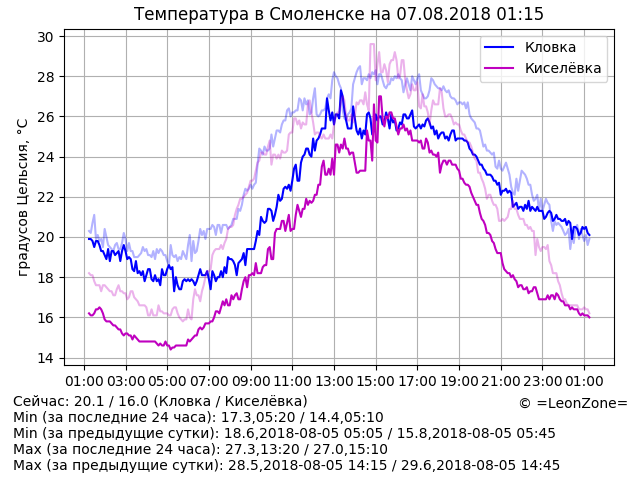 Температура в Смоленске на 07.08.2018 01:15
Кловка
Киселёвка
градусов Цельсия, °C
30
28
26
24
22
20
18
16
14
01:00 03:00 05:00 07:00 09:00 11:00 13:00 15:00 17:00 19:00 21:00 23:00 01:00
Сейчас: 20.1 / 16.0 (Кловка / Киселёвка)
© =LeonZone=
Min (за последние 24 часа): 17.3,05:20 / 14.4,05:10
Min (за предыдущие сутки): 18.6,2018-08-05 05:05 / 15.8,2018-08-05 05:45
Max (за последние 24 часа): 27.3,13:20 / 27.0,15:10
Max (за предыдущие сутки): 28.5,2018-08-05 14:15 / 29.6,2018-08-05 14:45